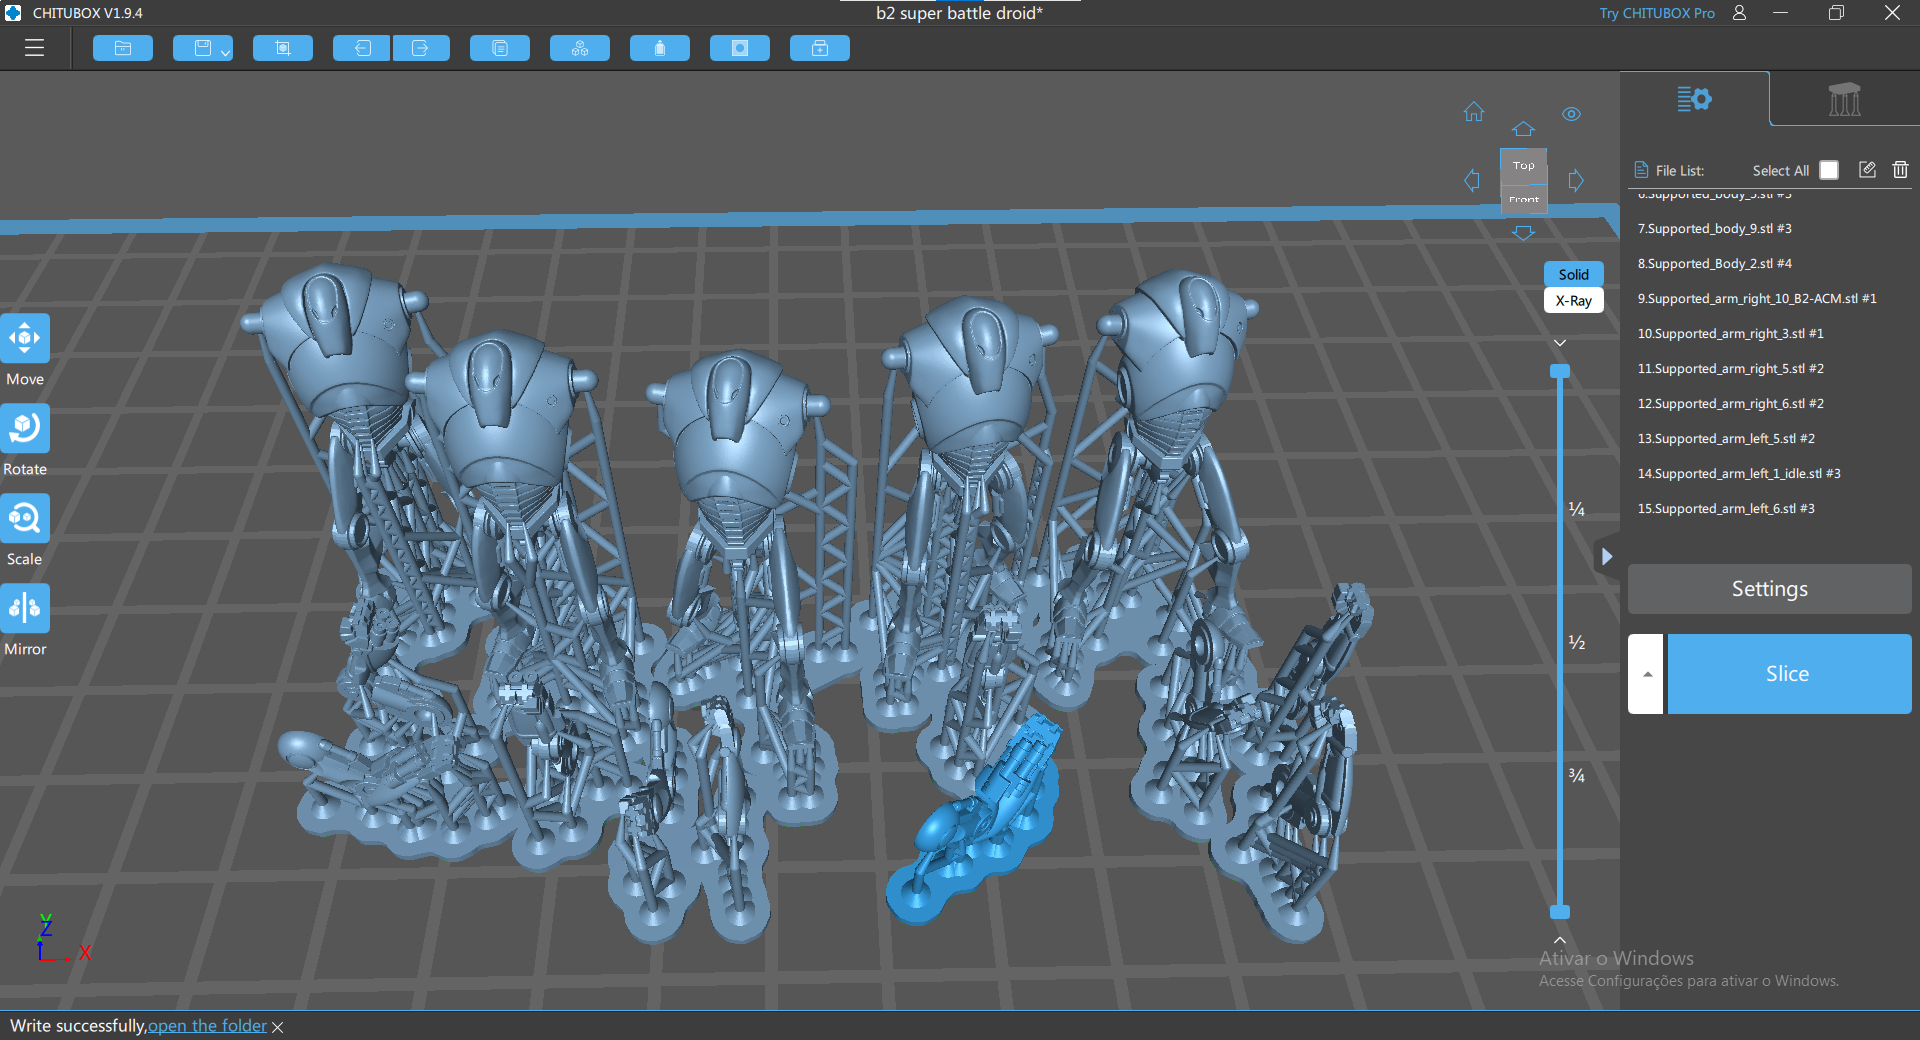 CHITUBOX V1.9.4
b2 super battle droid*
Try CHITUBOX Pro
File List:
Select All
Top
Front
6.Supported_body_5.stl #3
7.Supported_body_9.stl #3
8.Supported_Body_2.stl #4
9.Supported_arm_right_10_B2-ACM.stl #1
10.Supported_arm_right_3.stl #1
11.Supported_arm_right_5.stl #2
12.Supported_arm_right_6.stl #2
13.Supported_arm_left_5.stl #2
14.Supported_arm_left_1_idle.stl #3
15.Supported_arm_left_6.stl #3
Solid
X-Ray
Move
Rotate
Scale
Mirror
¼
½
¾
Settings
Slice
Z
X
Ativar o Windows
Acesse Configurações para ativar o Windows.
Write successfully,open the folder